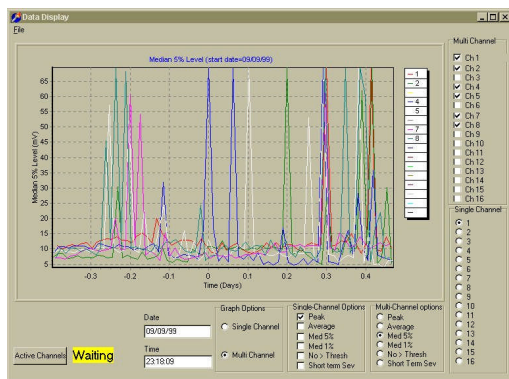 Data Display
File
Median 5% Level (start date=09/09/99)
Median 5% Level (mV)
65
60
55
50
45
40
35
30
25
20
15
10
5
-0.3
-0.2
-0.1
0
0.1
0.2
0.3
0.4
Time (Days)
1
2
4
5
7
8
Multi Channel
Ch 1
Ch 2
Ch 3
Ch 4
Ch 5
Ch 6
Ch 7
Ch 8
Ch 9
Ch 10
Ch 11
Ch 12
Ch 13
Ch 14
Ch 15
Ch 16
Single Channel
1
2
3
4
5
6
7
8
9
10
11
12
13
14
15
16
Active Channels
Waiting
Date
09/09/99
Time
23:18:09
Graph Options
Single Channel
Multi Channel
Single-Channel Options
Peak
Average
Med 5%
Med 1%
No > Thresh
Short term Sev
Multi-Channel options
Peak
Average
Med 5%
Med 1%
No > Thresh
Short Term Sev